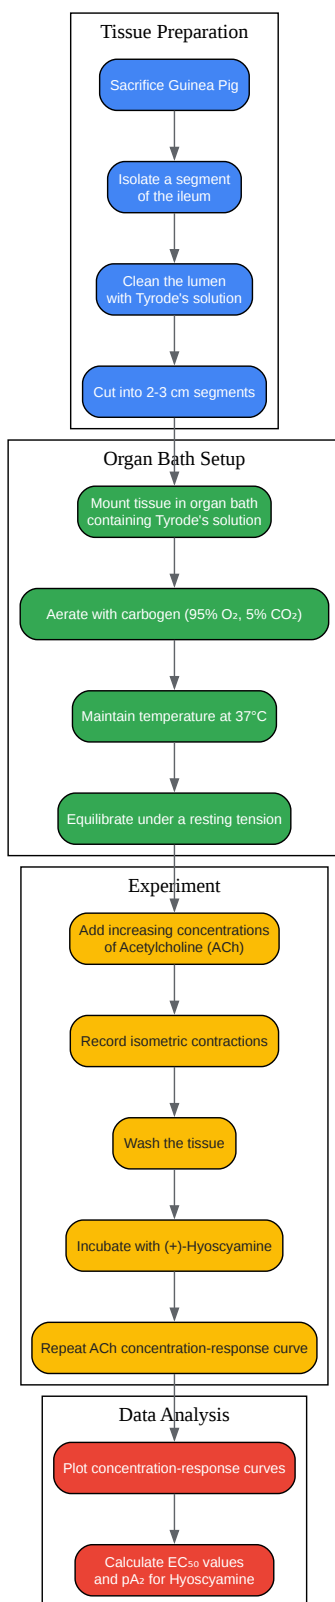 Tissue Preparation
Sacrifice Guinea Pig
Isolate a segment
of the ileum
Clean the lumen
with Tyrode's solution
Cut into 2-3 cm segments
Organ Bath Setup
Mount tissue in organ bath
containing Tyrode's solution
Aerate with carbogen (95% O₂, 5% CO₂)
Maintain temperature at 37°C
Equilibrate under a resting tension
Experiment
Add increasing concentrations
of Acetylcholine (ACh)
Record isometric contractions
Wash the tissue
Incubate with (+)-Hyoscyamine
Repeat ACh concentration-response curve
Data Analysis
Plot concentration-response curves
Calculate EC₅₀ values
and pA₂ for Hyoscyamine